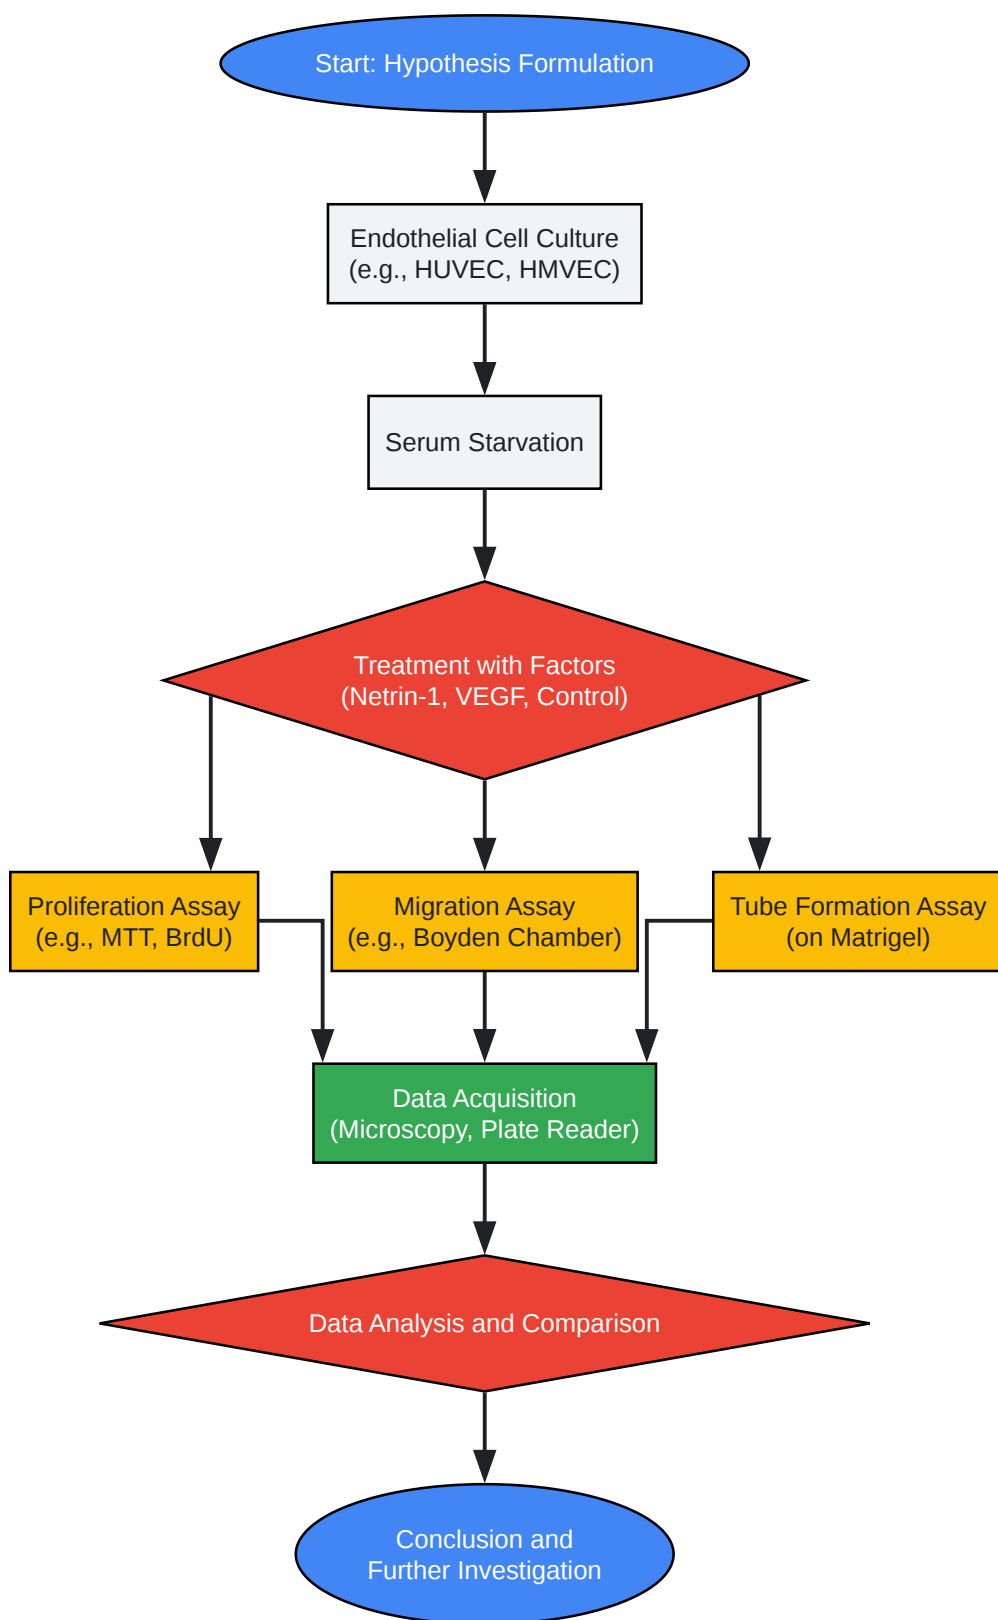 Start: Hypothesis Formulation
Endothelial Cell Culture
(e.g., HUVEC, HMVEC)
Serum Starvation
Treatment with Factors
(Netrin-1, VEGF, Control)
Proliferation Assay
(e.g., MTT, BrdU)
Migration Assay
(e.g., Boyden Chamber)
Tube Formation Assay
(on Matrigel)
Data Acquisition
(Microscopy, Plate Reader)
Data Analysis and Comparison
Conclusion and
Further Investigation